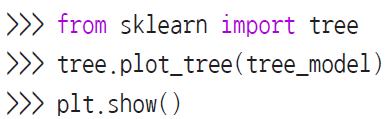 >>> from sklearn import tree
>>> tree.plot_tree(tree_model)
>>> plt.show()